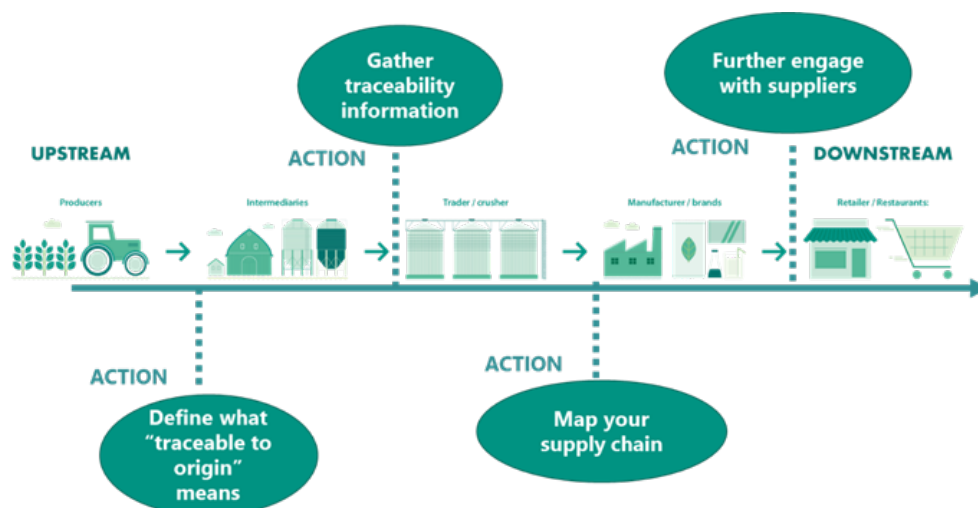 Gather
traceability
information
Further engage
with suppliers
UPSTREAM
ACTION
ACTION
DOWNSTREAM
Producers
Intermediaries
Trader / crusher
Manufacturer / brands
Retailer / Restaurants:
ACTION
ACTION
Define what
“traceable to
origin”
means
Map your
supply chain